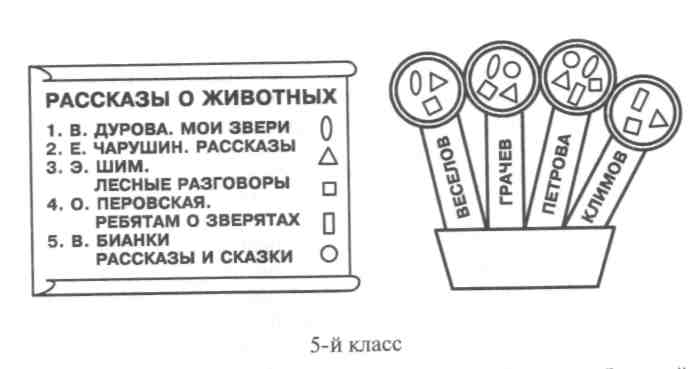 РАССКАЗЫ О ЖИВОТНЫХ
1. В. ДУРОВА. МОИ ЗВЕРИ
2. Е. ЧАРУШИН. РАССКАЗЫ
3. Э. ШИМ.
ЛЕСНЫЕ РАЗГОВОРЫ
4. О. ПЕРОВСКАЯ.
РЕБЯТАМ О ЗВЕРЯТАХ
5. В. БИАНКИ
РАССКАЗЫ И СКАЗКИ
ВЕСЕЛОВ
ГРАЧЕВ
ПЕТРОВА
КЛИМОВ
5-й класс